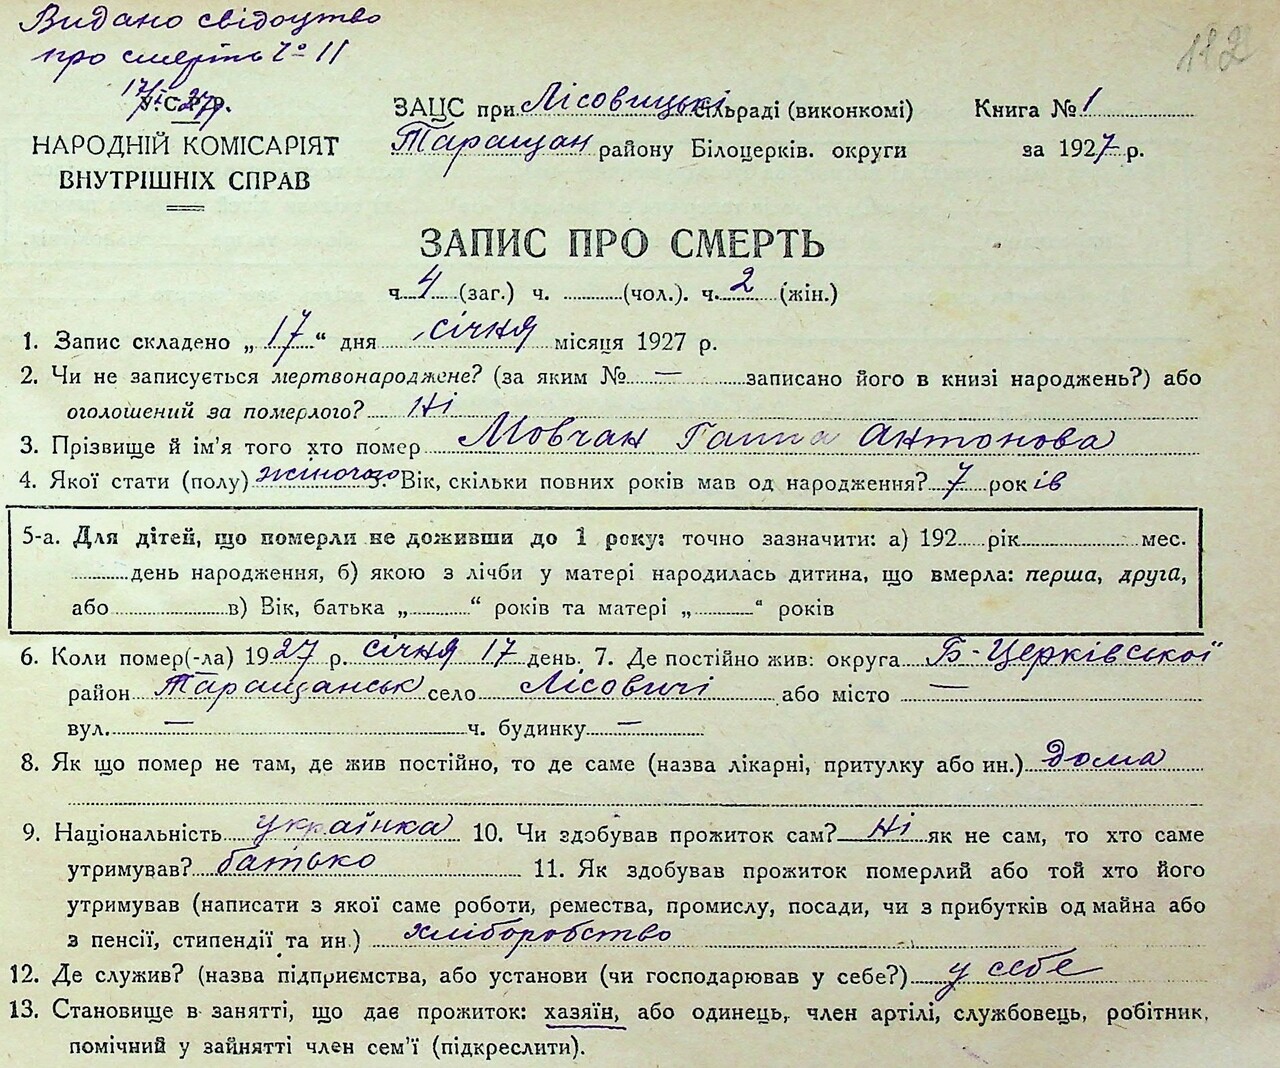 Видано свідоцтво
про смерть Ч° 11
17/I-27р.
У.С.Р.Р.
НАРОДНІЙ КОМІСАРІЯТ
ВНУТРІШНІХ СПРАВ
112
ЗАЦС при Лісовицькі сільраді (виконкомі)
Таращан району Білоцерків. округи
Книга № 1
за 1927 р.
ЗАПИС ПРО СМЕРТЬ
ч. 4 (заг.) ч. (чол.). ч. 2 (жін.)
1. Запис складено „ 17 “ дня січня місяця 1927 р.
2. Чи не записується мертвонароджене? (за яким № — записано його в книзі народжень?) або
оголошений за померлого? Ні
3. Прізвище й ім'я того хто помер Мовчан Ганна Антонова
4. Якої стати (полу) жіночого 5. Вік, скільки повних років мав од народження? 7 років
5-а. Для дітей, що померли не доживши до 1 року: точно зазначити: а) 192 рік мес.
день народження, б) якою з лічби у матері народилась дитина, що вмерла: перша, друга,
або в) Вік, батька „ “ років та матері „ “ років
6. Коли помер(-ла) 1927 р. січня 17 день. 7. Де постійно жив: округа Б-Церківської
район Таращанськ село Лісовичі або місто —
вул. — ч. будинку —
8. Як що помер не там, де жив постійно, то де саме (назва лікарні, притулку або ин.) дома
9. Національність українка 10. Чи здобував прожиток сам? Ні як не сам, то хто саме
утримував? батько 11. Як здобував прожиток померлий або той хто його
утримував (написати з якої саме роботи, ремества, промислу, посади, чи з прибутків од майна або
з пенсії, стипендії та ин.) хліборобство
12. Де служив? (назва підприємства, або установи (чи господарював у себе?) у себе
13. Становище в занятті, що дає прожиток: хазяїн, або одинець, член артілі, службовець, робітник,
помічний у зайнятті член сем'ї (підкреслити).